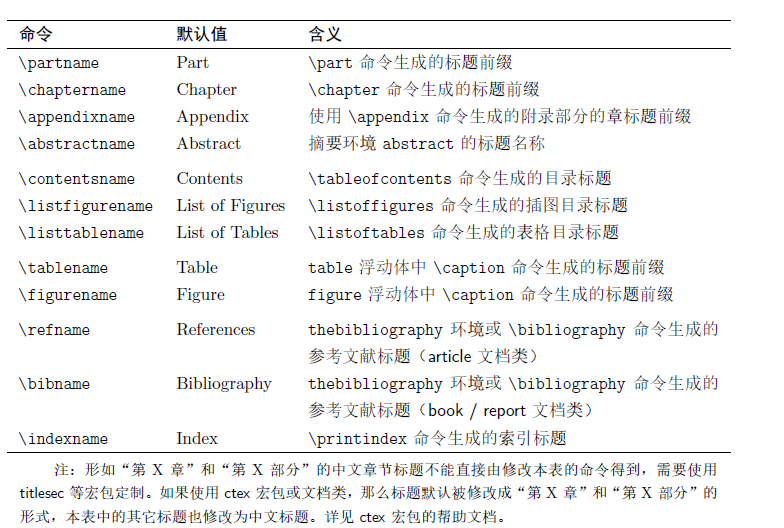 命令 默认值 含义
\partname Part \part 命令生成的标题前缀
\chaptername Chapter \chapter 命令生成的标题前缀
\appendixname Appendix 使用 \appendix 命令生成的附录部分的章标题前缀
\abstractname Abstract 摘要环境 abstract 的标题名称
\contentsname Contents \tableofcontents 命令生成的目录标题
\listfigurename List of Figures \listoffigures 命令生成的插图目录标题
\listtablename List of Tables \listoftables 命令生成的表格目录标题
\tablename Table table 浮动体中 \caption 命令生成的标题前缀
\figurename Figure figure 浮动体中 \caption 命令生成的标题前缀
\refname References thebibliography 环境或 \bibliography 命令生成的
参考文献标题（article 文档类）
\bibname Bibliography thebibliography 环境或 \bibliography 命令生成的
参考文献标题（book / report 文档类）
\indexname Index \printindex 命令生成的索引标题
注：形如“第 X 章”和“第 X 部分”的中文章节标题不能直接由修改本表的命令得到，需要使用
titlesec 等宏包定制。如果使用 ctex 宏包或文档类，那么标题默认被修改成“第 X 章”和“第 X 部分”的
形式，本表中的其它标题也修改为中文标题。详见 ctex 宏包的帮助文档。